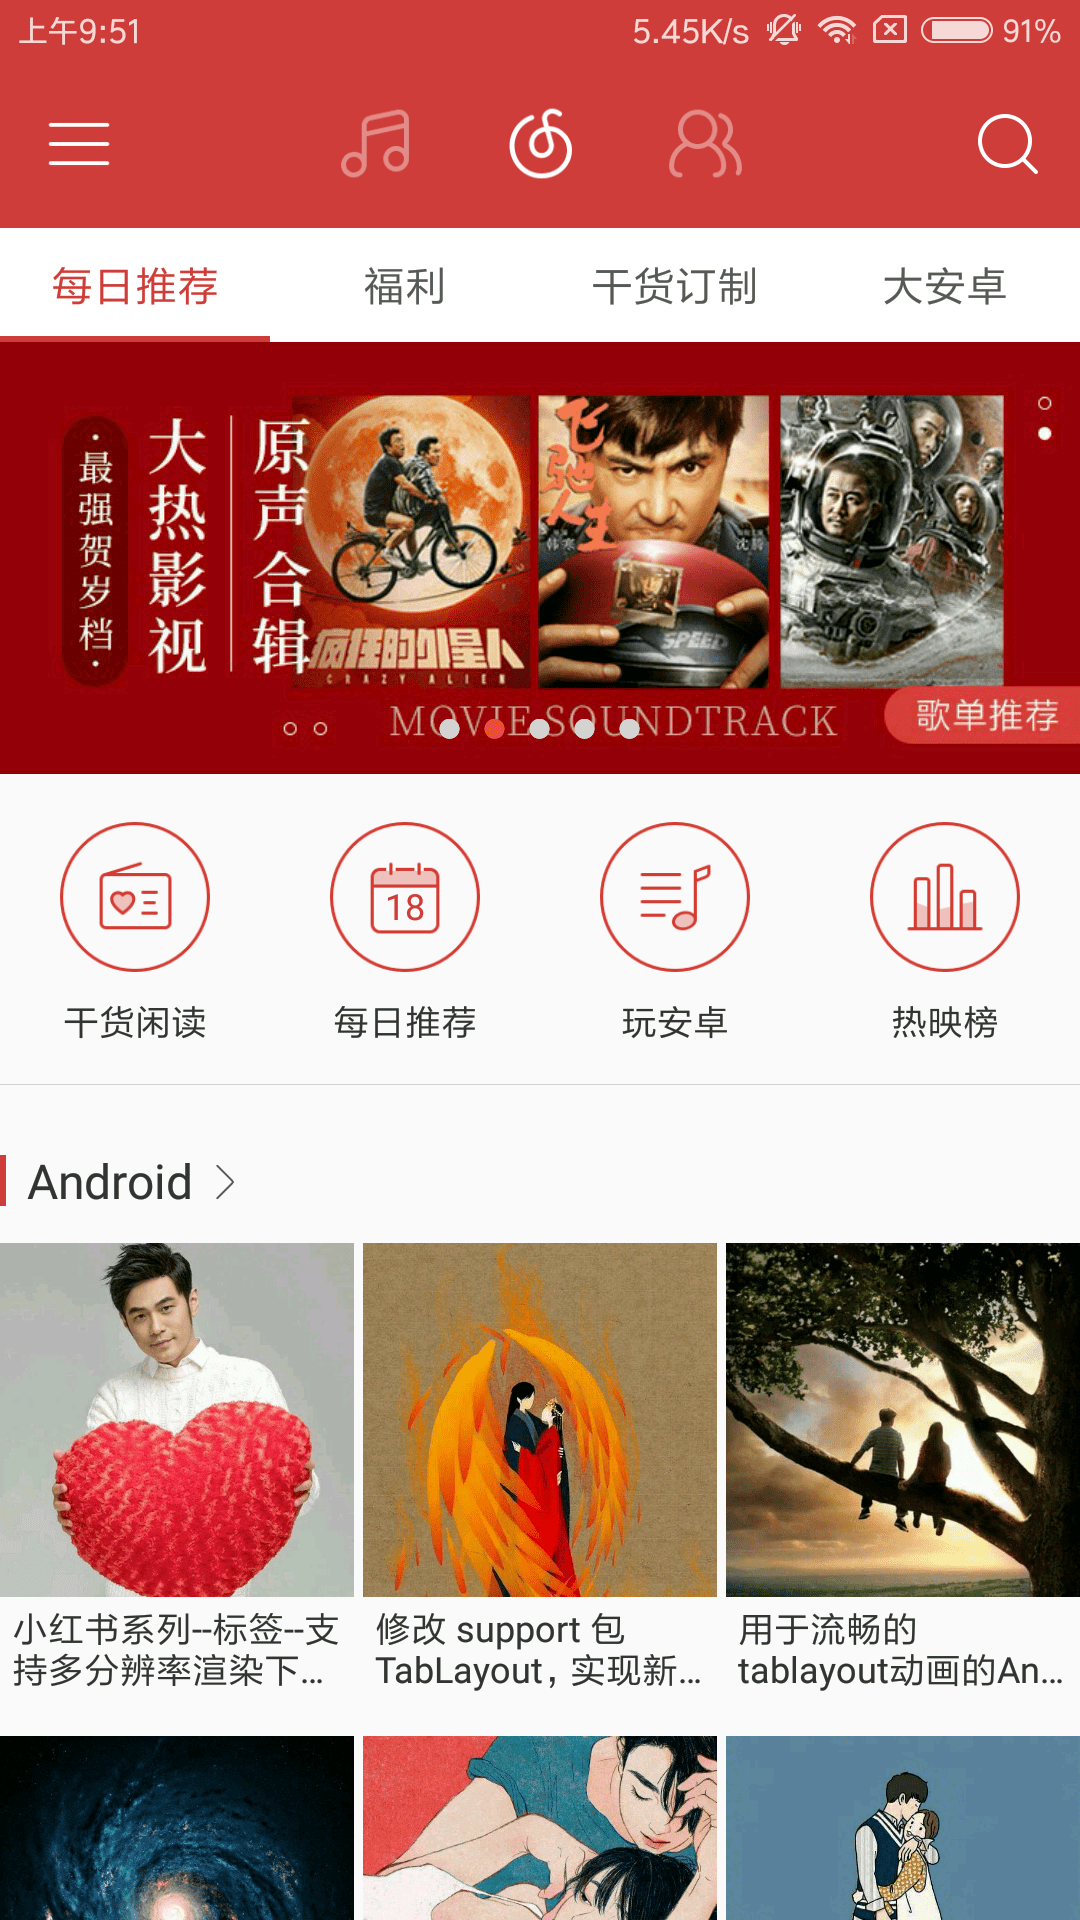 上午9:51
5.45K/s
91%
每日推荐
福利
干货订制
大安卓
·最强贺岁档·
大热影视
原声合辑
疯狂的外星人
CRAZY ALIEN
飞驰人生
韩寒
沈腾
SPEED
MOVIE SOUNDTRACK
歌单推荐
18
干货闲读
每日推荐
玩安卓
热映榜
Android
小红书系列--标签--支
持多分辨率渲染下...
修改 support 包
TabLayout，实现新...
用于流畅的
tablayout动画的An...